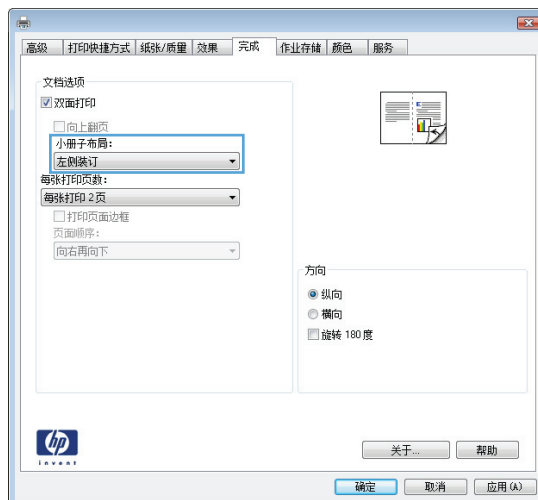 高级 打印快捷方式 纸张/质量 效果 完成 作业存储 颜色 服务
文档选项
双面打印
向上翻页
小册子布局:
左侧装订
每张打印页数:
每张打印 2 页
打印页面边框
页面顺序:
向右再向下
方向
纵向
横向
旋转 180 度
hp
invent
关于...
帮助
确定
取消
应用 (A)